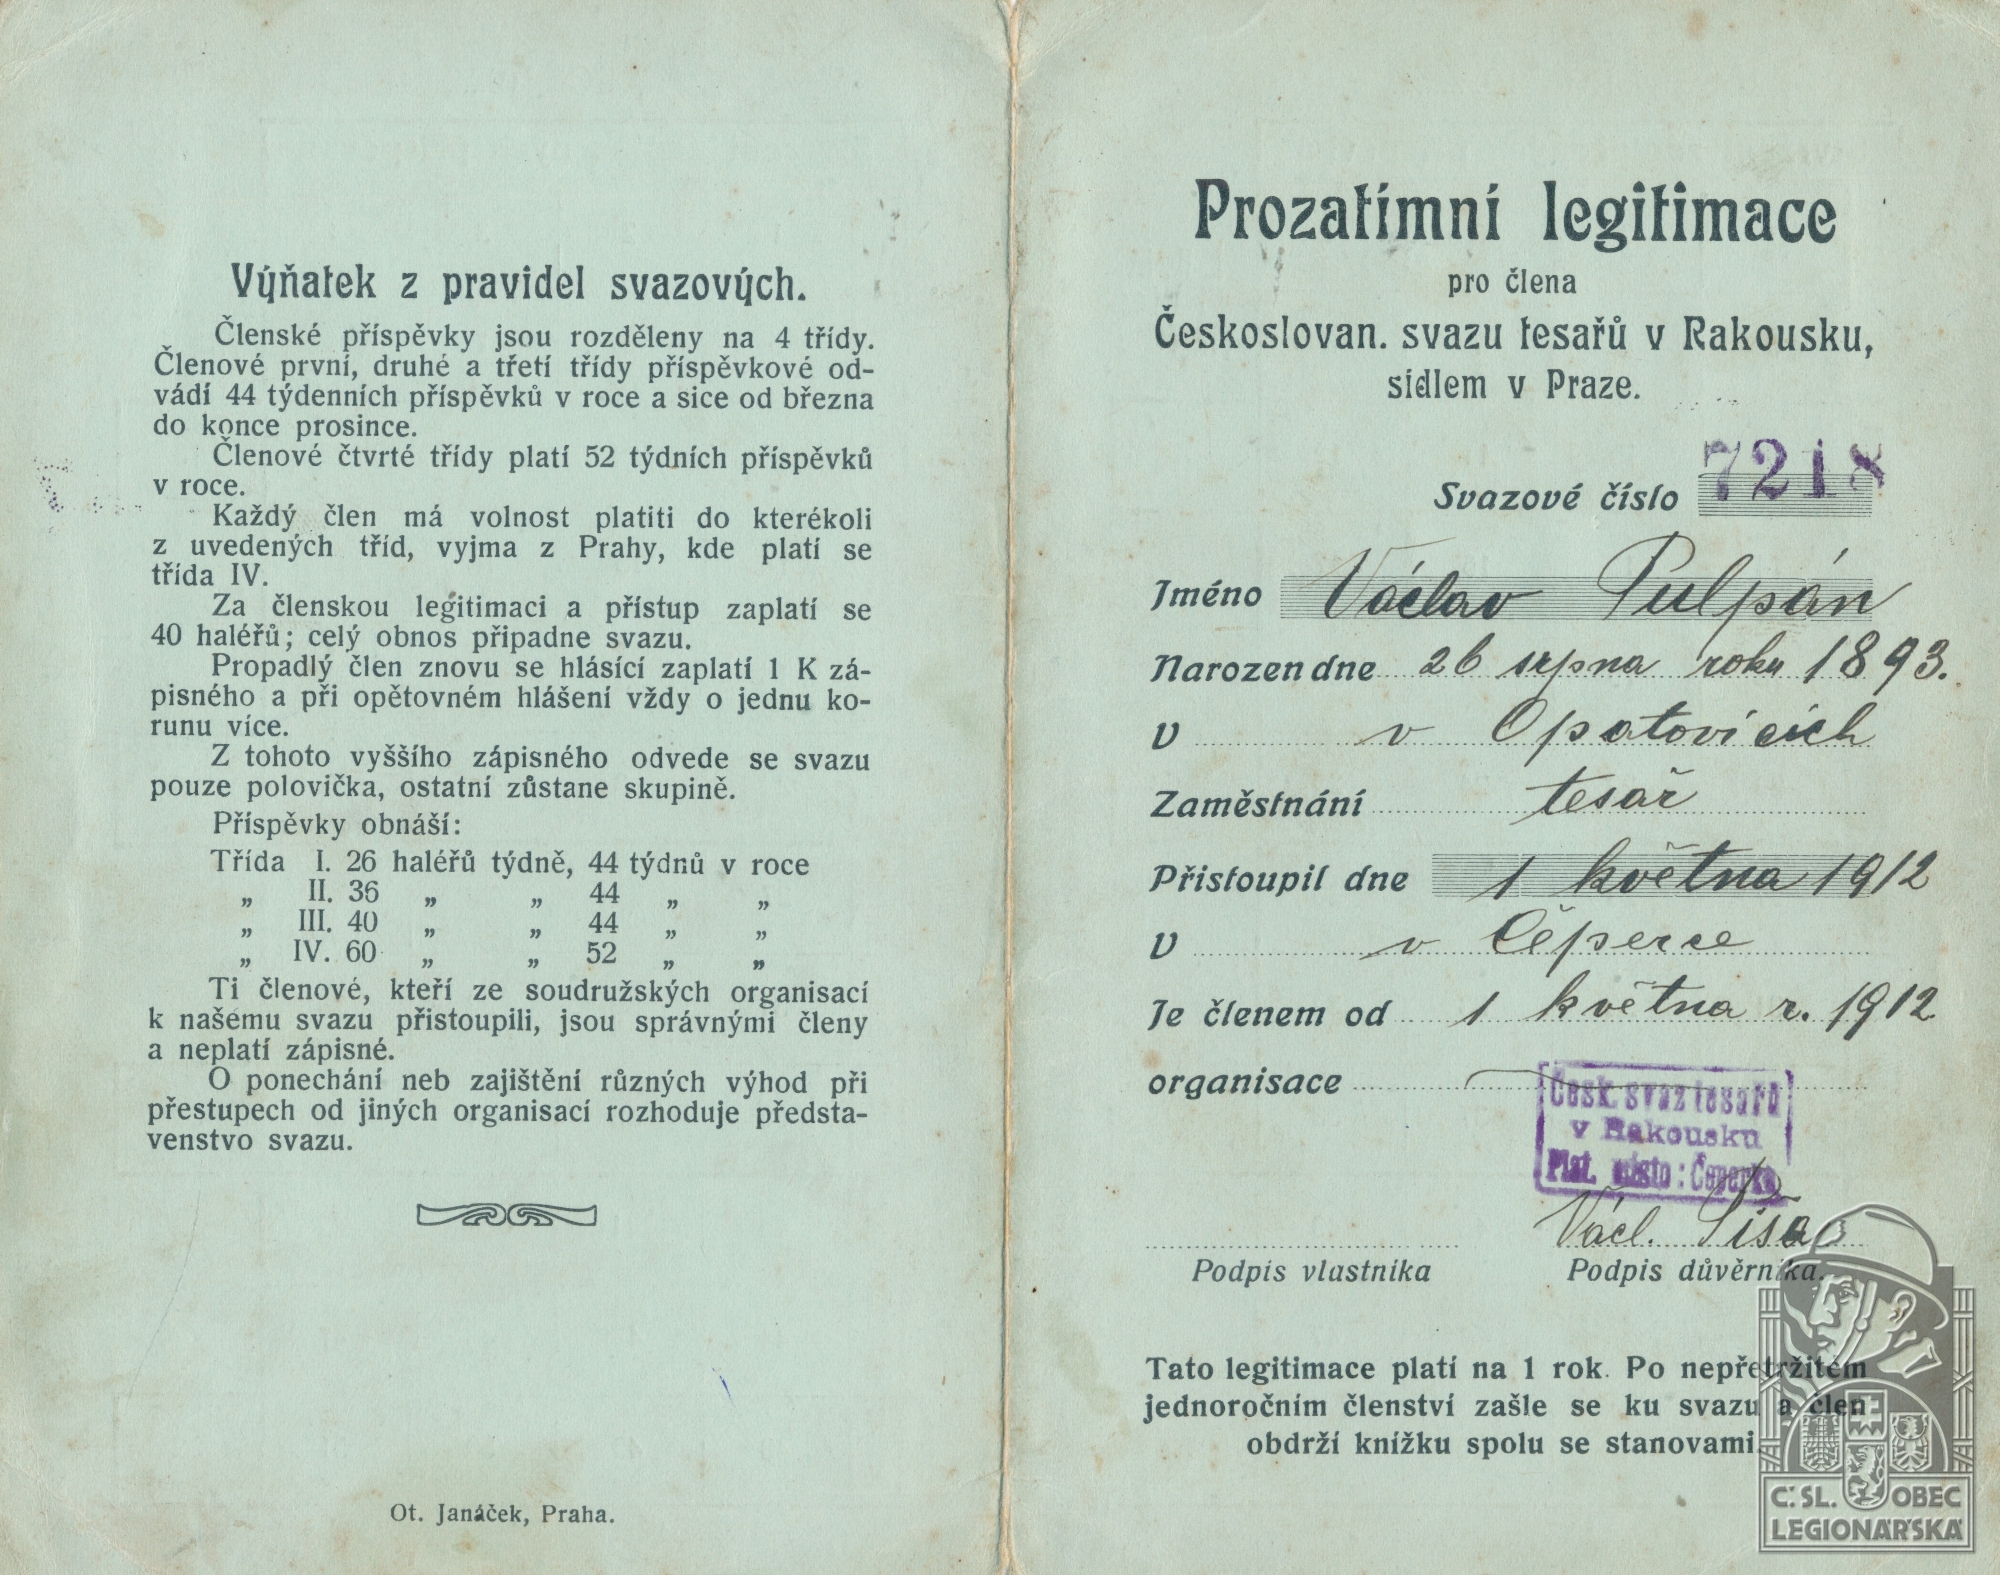 Výňatek z pravidel svazových.
Členské příspěvky jsou rozděleny na 4 třídy.
Členové první, druhé a třetí třídy příspěvkové od-
vádí 44 týdenních příspěvků v roce a sice od března
do konce prosince.
Členové čtvrté třídy platí 52 týdních příspěvků
v roce.
Každý člen má volnost platiti do kterékoli
z uvedených tříd, vyjma z Prahy, kde platí se
třída IV.
Za členskou legitimaci a přístup zaplatí se
40 haléřů; celý obnos připadne svazu.
Propadlý člen znovu se hlásící zaplatí 1 K zá-
pisného a při opětovném hlášení vždy o jednu ko-
runu více.
Z tohoto vyššího zápisného odvede se svazu
pouze polovička, ostatní zůstane skupině.
Příspěvky obnáší:
Třída I. 26 haléřů týdně, 44 týdnů v roce
„ II. 36 „ „ 44 „ „
„ III. 40 „ „ 44 „ „
„ IV. 60 „ „ 52 „ „
Ti členové, kteří ze soudružských organisací
k našemu svazu přistoupili, jsou správnými členy
a neplatí zápisné.
O ponechání neb zajištění různých výhod při
přestupech od jiných organisací rozhoduje předsta-
venstvo svazu.
Ot. Janáček, Praha.
Prozatímní legitimace
pro člena
Českoslovan. svazu tesařů v Rakousku,
sídlem v Praze.
Svazové číslo 7218
Jméno Václav Pulpán
Narozen dne 26 srpna roku 1893.
V v Opatovicích
Zaměstnání tesař
Přistoupil dne 1 května 1912
V v Čeperce
Je členem od 1 května r. 1912
organisace
Česk. svaz tesařů
v Rakousku
Plat. místo: Čeperka
Václ. Píša
Podpis vlastníka Podpis důvěrníka.
Tato legitimace platí na 1 rok. Po nepřetržitém
jednoročním členství zašle se ku svazu a člen
obdrží knížku spolu se stanovami.
Č. SL. OBEC
LEGIONÁŘSKÁ